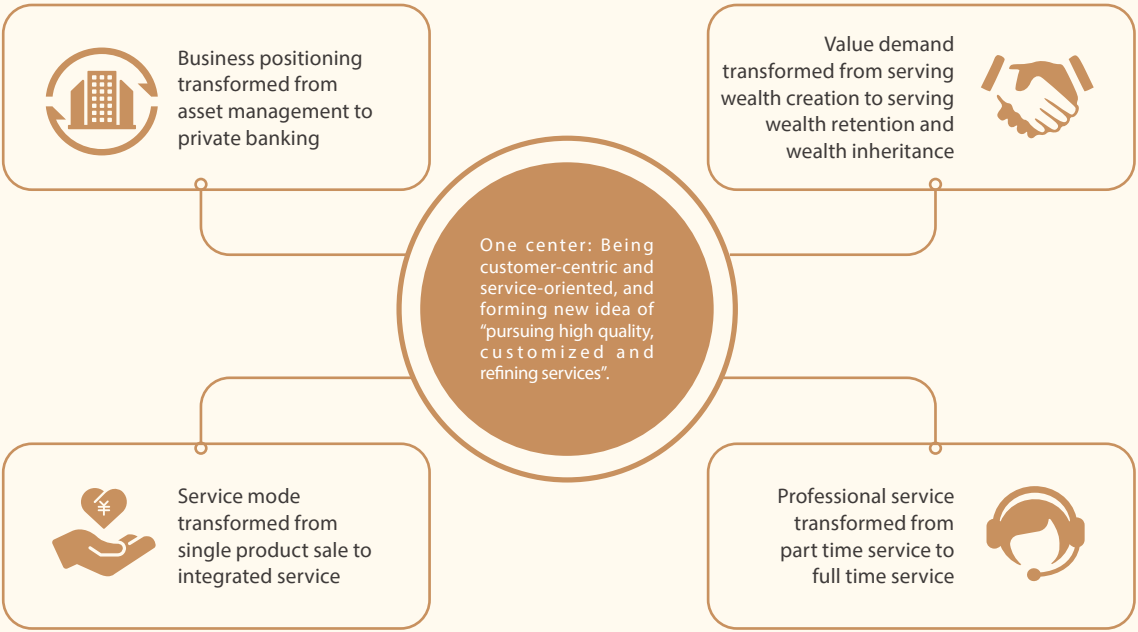 Business positioning
transformed from
asset management to
private banking
Value demand
transformed from serving
wealth creation to serving
wealth retention and
wealth inheritance
One center: Being
customer-centric and
service-oriented, and
forming new idea of
“pursuing high quality,
customized and
refining services”.
Service mode
transformed from
single product sale to
integrated service
Professional service
transformed from
part time service to
full time service
¥